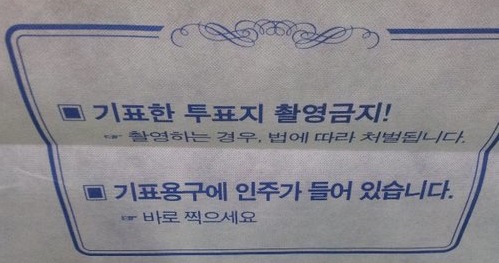 ▣ 기표한 투표지 촬영금지!
☞ 촬영하는 경우, 법에 따라 처벌됩니다.
▣ 기표용구에 인주가 들어 있습니다.
☞ 바로 찍으세요